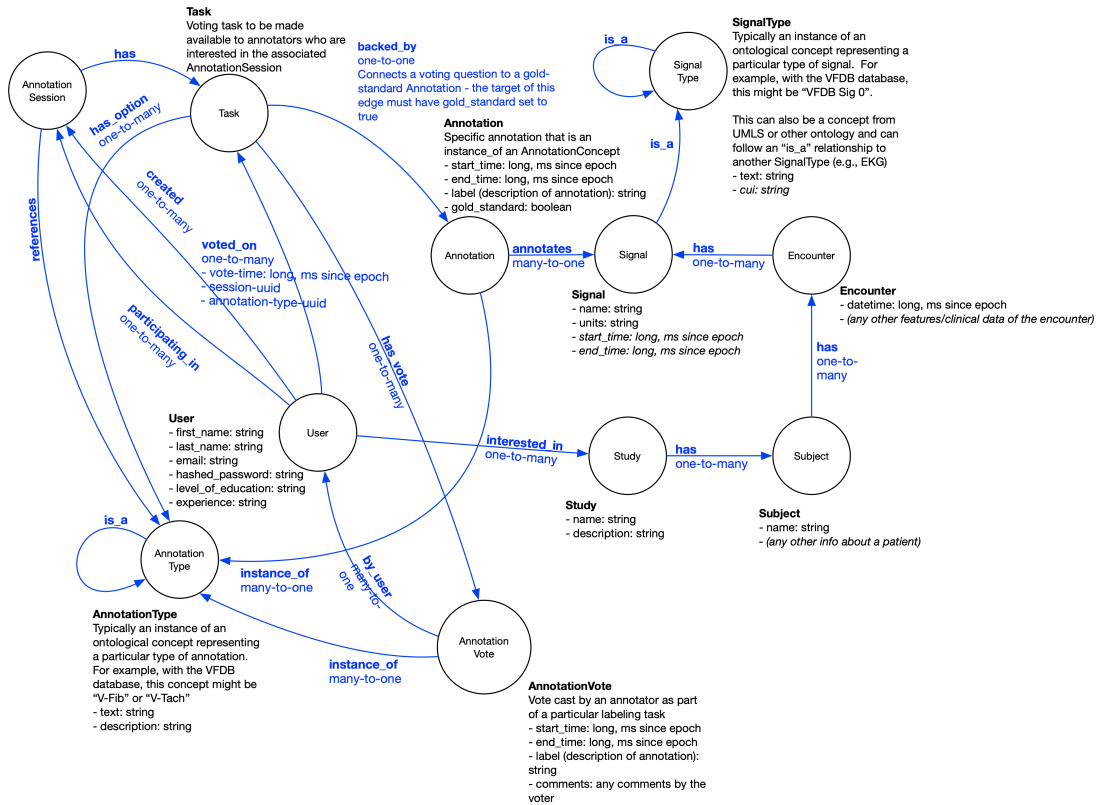 Task
Voting task to be made
available to annotators who are
interested in the associated
AnnotationSession
SignalType
Typically an instance of an
ontological concept representing a
particular type of signal.  For
example, with the VFDB database,
this might be “VFDB Sig 0”.
This can also be a concept from
UMLS or other ontology and can
follow an “is_a” relationship to
another SignalType (e.g., EKG)
- text: string
- cui: string
backed_by
one-to-one
Connects a voting question to a gold-
standard Annotation - the target of this
edge must have gold_standard set to
true
is_a
Signal
Type
has
Annotation
Session
Task
has_option
one-to-many
Annotation
Specific annotation that is an
instance_of an AnnotationConcept
- start_time: long, ms since epoch
- end_time: long, ms since epoch
- label (description of annotation): string
- gold_standard: boolean
is_a
created
one-to-many
references
voted_on
one-to-many
- vote-time: long, ms since epoch
- session-uuid
- annotation-type-uuid
Annotation
annotates
many-to-one
Signal
has
one-to-many
Encounter
Signal
- name: string
- units: string
- start_time: long, ms since epoch
- end_time: long, ms since epoch
Encounter
- datetime: long, ms since epoch
- (any other features/clinical data of the encounter)
participating_in
one-to-many
has_vote
one-to-many
has
one-to-
many
User
- first_name: string
- last_name: string
- email: string
- hashed_password: string
- level_of_education: string
- experience: string
User
interested_in
one-to-many
Study
has
one-to-many
Subject
Study
- name: string
- description: string
Subject
- name: string
- (any other info about a patient)
is_a
Annotation
Type
instance_of
many-to-one
by_user
many-to-
one
AnnotationType
Typically an instance of an
ontological concept representing
a particular type of annotation.
For example, with the VFDB
database, this concept might be
“V-Fib” or “V-Tach”
- text: string
- description: string
instance_of
many-to-one
Annotation
Vote
AnnotationVote
Vote cast by an annotator as part
of a particular labeling task
- start_time: long, ms since epoch
- end_time: long, ms since epoch
- label (description of annotation):
string
- comments: any comments by the
voter